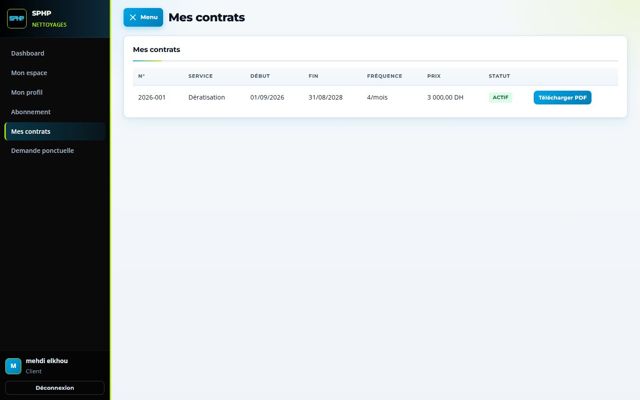 SPHP
SPHP
NETTOYAGES
Dashboard
Mon espace
Mon profil
Abonnement
Mes contrats
Demande ponctuelle
M
mehdi elkhou
Client
Déconnexion
Menu
Mes contrats
Mes contrats
N° SERVICE DÉBUT FIN FRÉQUENCE PRIX STATUT
2026-001 Dératisation 01/09/2026 31/08/2028 4/mois 3 000,00 DH ACTIF Télécharger PDF